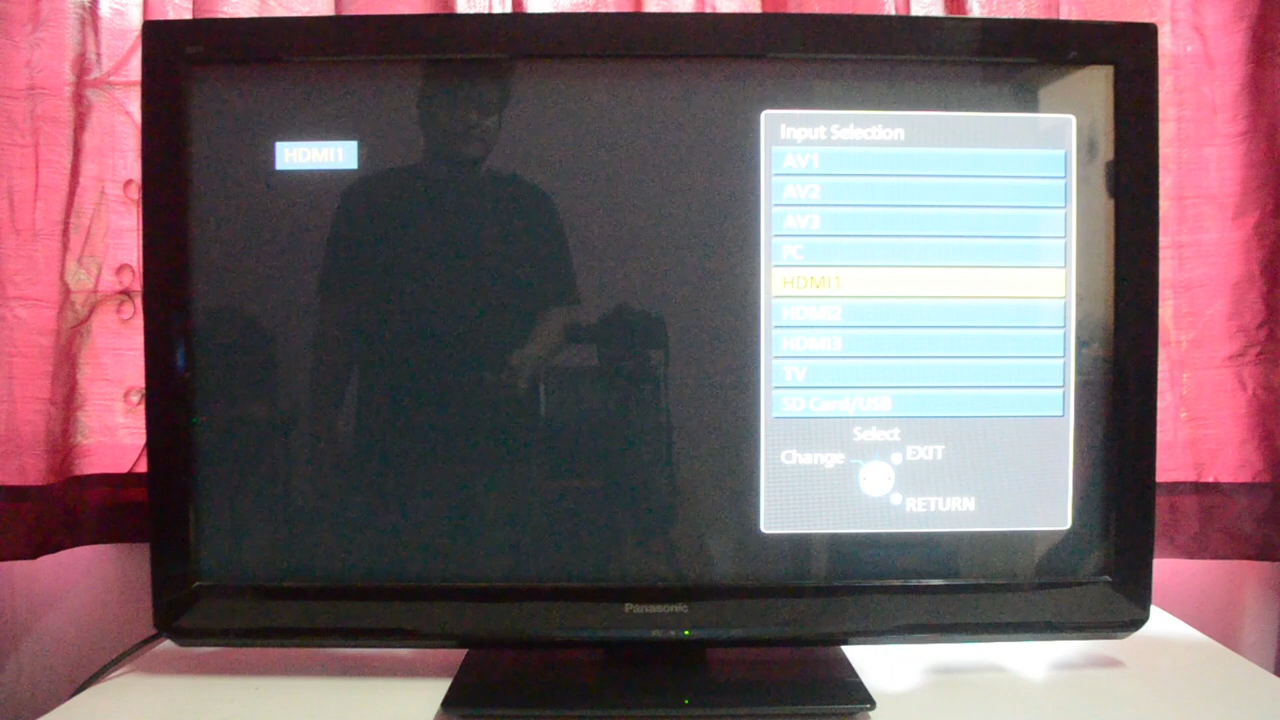 HDMI1
Input Selection
AV1
AV2
AV3
PC
HDMI1
HDMI2
HDMI3
TV
SD Card/USB
Select
Change
EXIT
RETURN
Panasonic